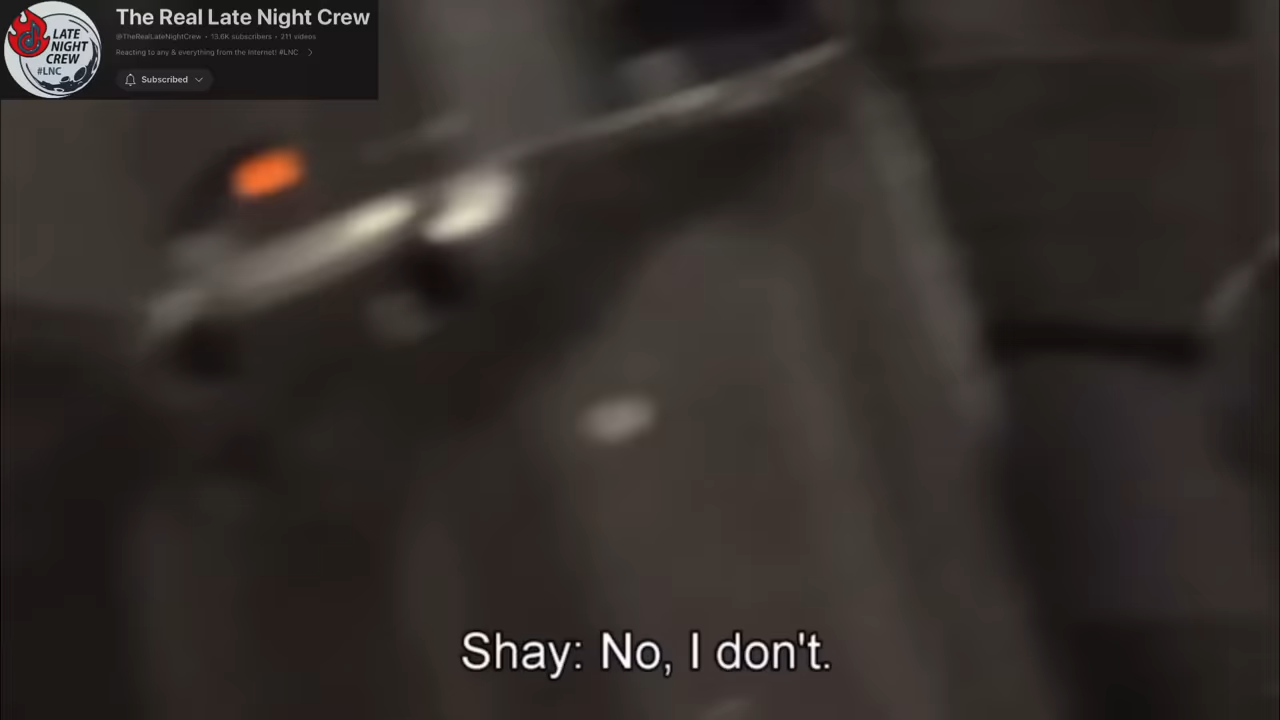 LATE
NIGHT
CREW
#LNC
The Real Late Night Crew
@TheRealLateNightCrew • 13.6K subscribers • 211 videos
Reacting to any & everything from the Internet! #LNC
Subscribed
Shay: No, I don't.